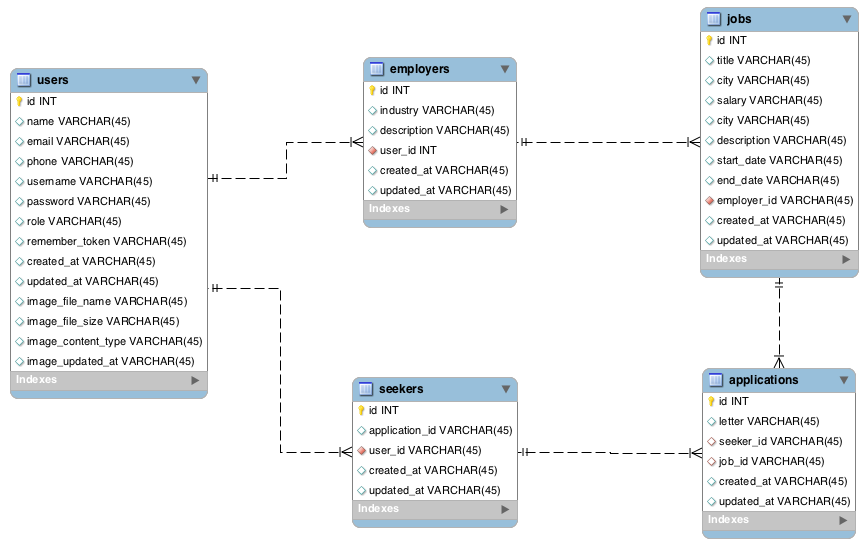 users
id INT
name VARCHAR(45)
email VARCHAR(45)
phone VARCHAR(45)
username VARCHAR(45)
password VARCHAR(45)
role VARCHAR(45)
remember_token VARCHAR(45)
created_at VARCHAR(45)
updated_at VARCHAR(45)
image_file_name VARCHAR(45)
image_file_size VARCHAR(45)
image_content_type VARCHAR(45)
image_updated_at VARCHAR(45)
Indexes
employers
id INT
industry VARCHAR(45)
description VARCHAR(45)
user_id INT
created_at VARCHAR(45)
updated_at VARCHAR(45)
Indexes
jobs
id INT
title VARCHAR(45)
city VARCHAR(45)
salary VARCHAR(45)
city VARCHAR(45)
description VARCHAR(45)
start_date VARCHAR(45)
end_date VARCHAR(45)
employer_id VARCHAR(45)
created_at VARCHAR(45)
updated_at VARCHAR(45)
Indexes
seekers
id INT
application_id VARCHAR(45)
user_id VARCHAR(45)
created_at VARCHAR(45)
updated_at VARCHAR(45)
Indexes
applications
id INT
letter VARCHAR(45)
seeker_id VARCHAR(45)
job_id VARCHAR(45)
created_at VARCHAR(45)
updated_at VARCHAR(45)
Indexes